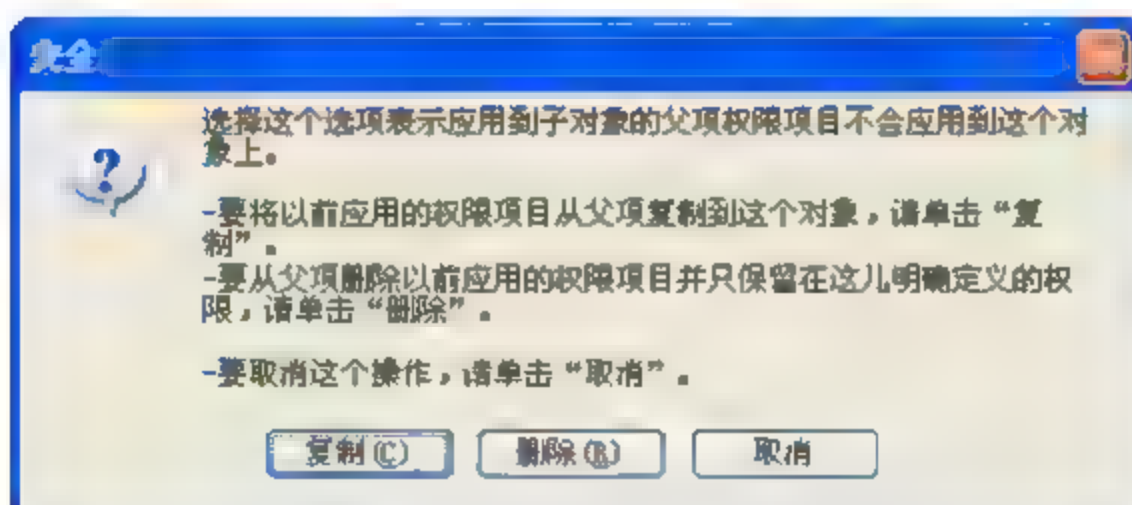 安全
选择这个选项表示应用到子对象的父项权限项目不会应用到这个对
象上。
-要将以前应用的权限项目从父项复制到这个对象，请单击“复
制”。
-要从父项删除以前应用的权限项目并只保留在这儿明确定义的权
限，请单击“删除”。
-要取消这个操作，请单击“取消”。
复制(C) 删除(R) 取消